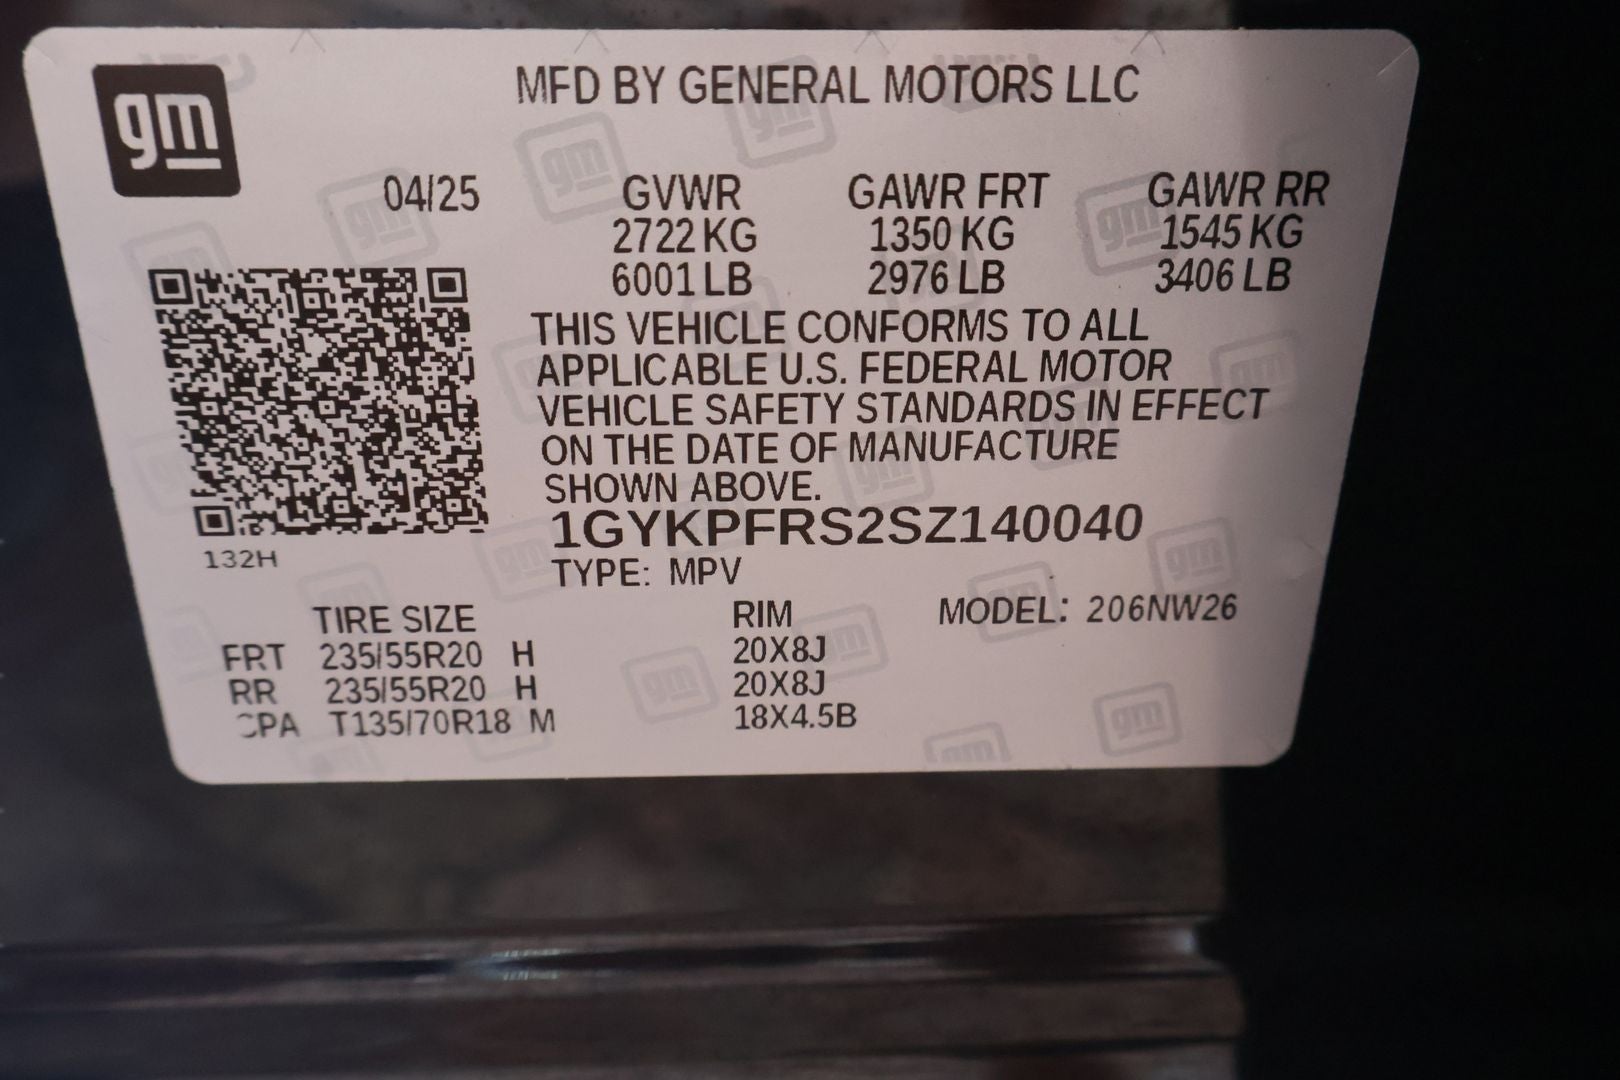 gm
MFD BY GENERAL MOTORS LLC
04/25 GVWR GAWR FRT GAWR RR
2722 KG 1350 KG 1545 KG
6001 LB 2976 LB 3406 LB
THIS VEHICLE CONFORMS TO ALL
APPLICABLE U.S. FEDERAL MOTOR
VEHICLE SAFETY STANDARDS IN EFFECT
ON THE DATE OF MANUFACTURE
SHOWN ABOVE.
1GYKPFRS2SZ140040
132H
TYPE: MPV
TIRE SIZE RIM MODEL: 206NW26
FRT 235/55R20 H 20X8J
RR 235/55R20 H 20X8J
CPA T135/70R18 M 18X4.5B